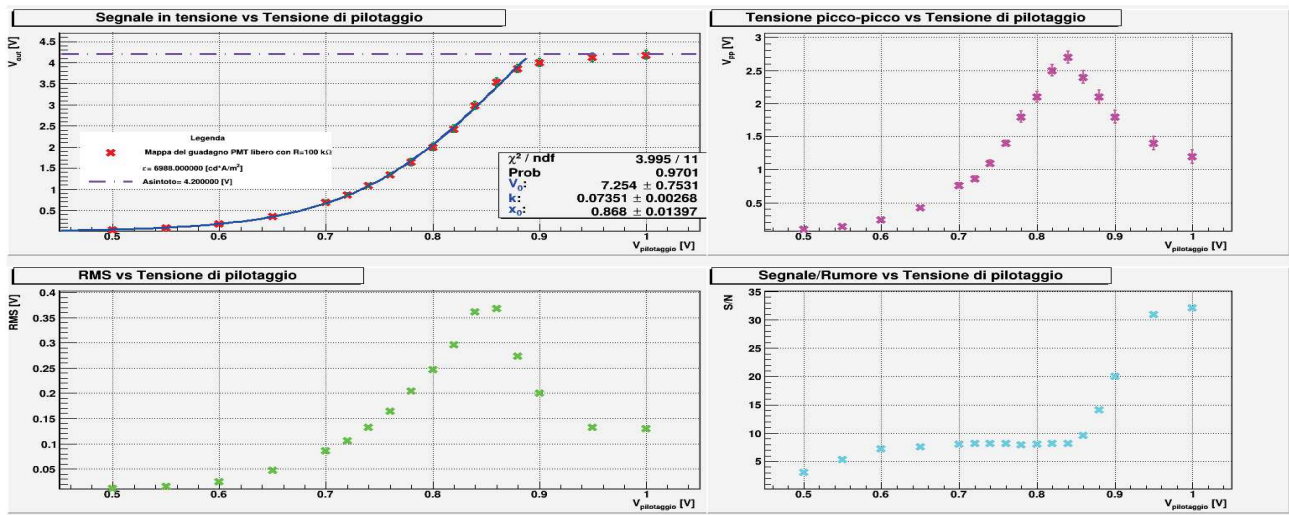 Segnale in tensione vs Tensione di pilotaggio
V_out [V]
4.5
4
3.5
3
2.5
2
1.5
1
0.5
Legenda
Mappa del guadagno PMT libero con R=100 kΩ
ε= 6988.000000 [cd*A/m²]
Asintoto= 4.200000 [V]
χ² / ndf 3.995 / 11
Prob 0.9701
V₀: 7.254 ± 0.7531
k: 0.07351 ± 0.00268
x₀: 0.868 ± 0.01397
0.5 0.6 0.7 0.8 0.9 1
V_pilotaggio [V]
Tensione picco-picco vs Tensione di pilotaggio
V_pp [V]
3
2.5
2
1.5
1
0.5
0.5 0.6 0.7 0.8 0.9 1
V_pilotaggio [V]
RMS vs Tensione di pilotaggio
RMS [V]
0.4
0.35
0.3
0.25
0.2
0.15
0.1
0.05
0.5 0.6 0.7 0.8 0.9 1
V_pilotaggio [V]
Segnale/Rumore vs Tensione di pilotaggio
S/N
35
30
25
20
15
10
5
0.5 0.6 0.7 0.8 0.9 1
V_pilotaggio [V]